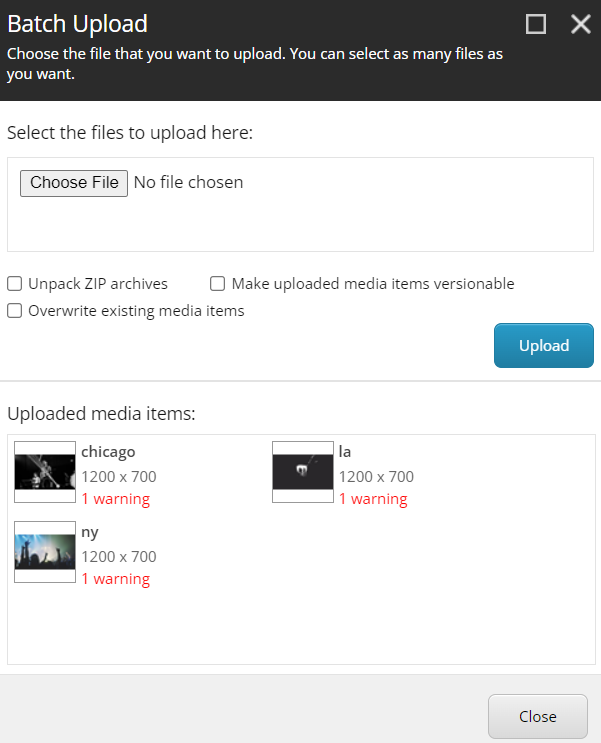 Batch Upload
Choose the file that you want to upload. You can select as many files as
you want.
Select the files to upload here:
Choose File No file chosen
Unpack ZIP archives Make uploaded media items versionable
Overwrite existing media items
Upload
Uploaded media items:
chicago
1200 x 700
1 warning
la
1200 x 700
1 warning
ny
1200 x 700
1 warning
Close